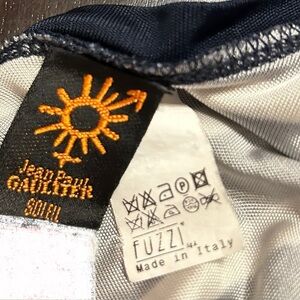 Jean Paul
GAULTIER
SOLEIL
FUZZI
Made in Italy